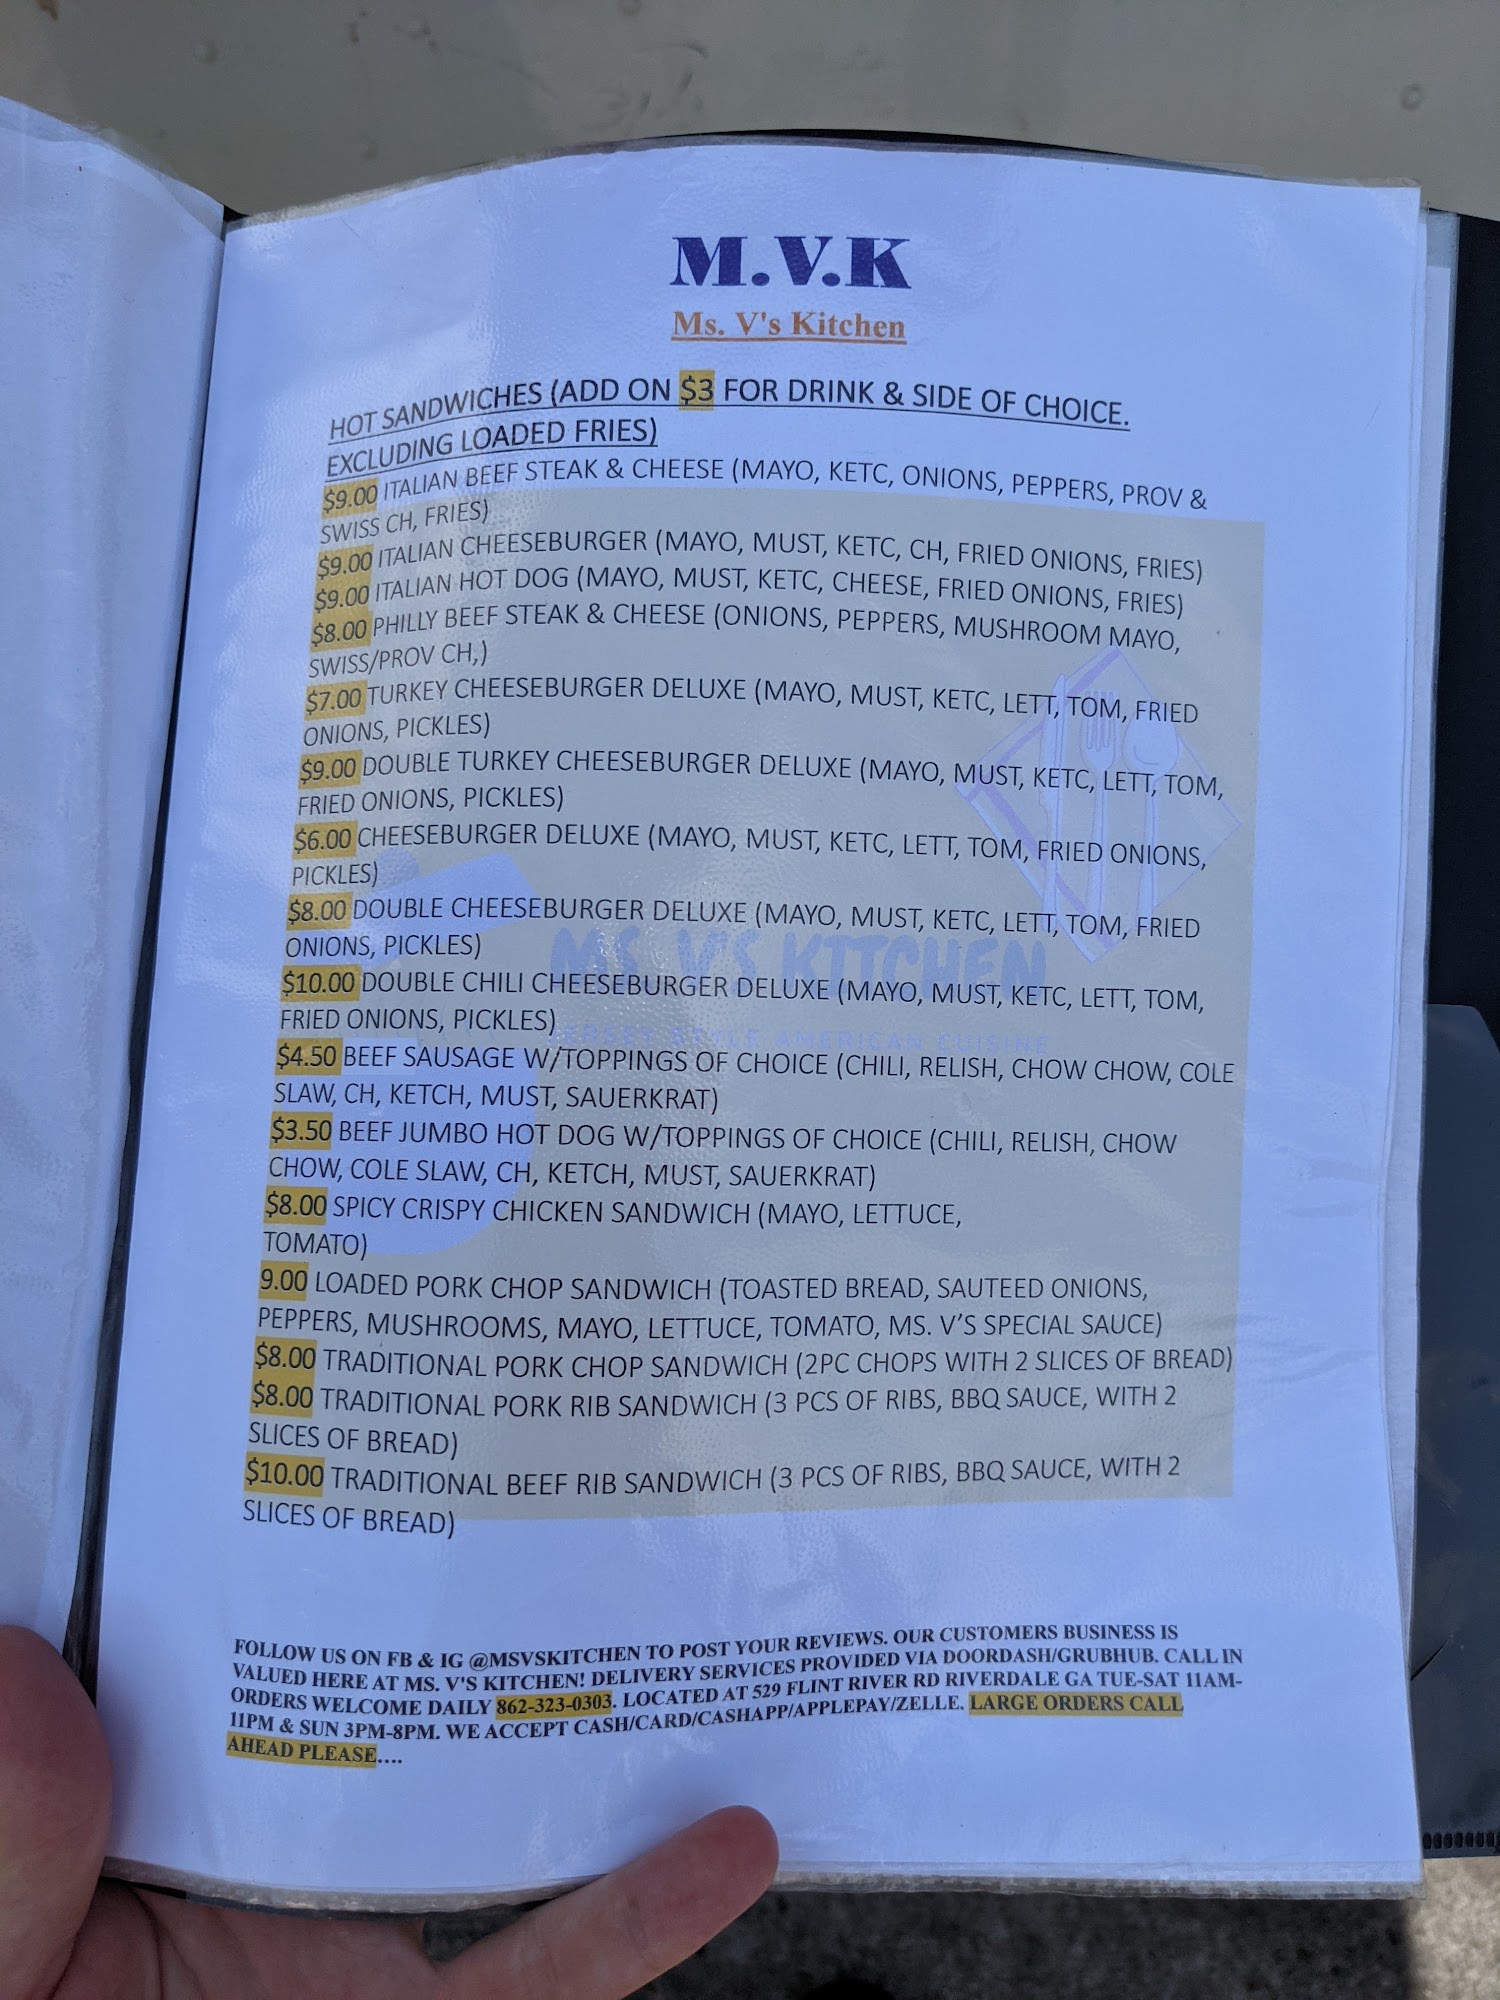 M.V.K
Ms. V's Kitchen
HOT SANDWICHES (ADD ON $3 FOR DRINK & SIDE OF CHOICE.
EXCLUDING LOADED FRIES)
$9.00 ITALIAN BEEF STEAK & CHEESE (MAYO, KETC, ONIONS, PEPPERS, PROV &
SWISS CH, FRIES)
$9.00 ITALIAN CHEESEBURGER (MAYO, MUST, KETC, CH, FRIED ONIONS, FRIES)
$9.00 ITALIAN HOT DOG (MAYO, MUST, KETC, CHEESE, FRIED ONIONS, FRIES)
$8.00 PHILLY BEEF STEAK & CHEESE (ONIONS, PEPPERS, MUSHROOM MAYO,
SWISS/PROV CH,)
$7.00 TURKEY CHEESEBURGER DELUXE (MAYO, MUST, KETC, LETT, TOM, FRIED
ONIONS, PICKLES)
$9.00 DOUBLE TURKEY CHEESEBURGER DELUXE (MAYO, MUST, KETC, LETT, TOM,
FRIED ONIONS, PICKLES)
$6.00 CHEESEBURGER DELUXE (MAYO, MUST, KETC, LETT, TOM, FRIED ONIONS,
PICKLES)
$8.00 DOUBLE CHEESEBURGER DELUXE (MAYO, MUST, KETC, LETT, TOM, FRIED
ONIONS, PICKLES)
MS. V'S KITCHEN
$10.00 DOUBLE CHILI CHEESEBURGER DELUXE (MAYO, MUST, KETC, LETT, TOM,
FRIED ONIONS, PICKLES)
JERSEY STYLE AMERICAN CUISINE
$4.50 BEEF SAUSAGE W/TOPPINGS OF CHOICE (CHILI, RELISH, CHOW CHOW, COLE
SLAW, CH, KETCH, MUST, SAUERKRAT)
$3.50 BEEF JUMBO HOT DOG W/TOPPINGS OF CHOICE (CHILI, RELISH, CHOW
CHOW, COLE SLAW, CH, KETCH, MUST, SAUERKRAT)
$8.00 SPICY CRISPY CHICKEN SANDWICH (MAYO, LETTUCE,
TOMATO)
9.00 LOADED PORK CHOP SANDWICH (TOASTED BREAD, SAUTEED ONIONS,
PEPPERS, MUSHROOMS, MAYO, LETTUCE, TOMATO, MS. V'S SPECIAL SAUCE)
$8.00 TRADITIONAL PORK CHOP SANDWICH (2PC CHOPS WITH 2 SLICES OF BREAD)
$8.00 TRADITIONAL PORK RIB SANDWICH (3 PCS OF RIBS, BBQ SAUCE, WITH 2
SLICES OF BREAD)
$10.00 TRADITIONAL BEEF RIB SANDWICH (3 PCS OF RIBS, BBQ SAUCE, WITH 2
SLICES OF BREAD)
FOLLOW US ON FB & IG @MSVSKITCHEN TO POST YOUR REVIEWS. OUR CUSTOMERS BUSINESS IS
VALUED HERE AT MS. V'S KITCHEN! DELIVERY SERVICES PROVIDED VIA DOORDASH/GRUBHUB. CALL IN
ORDERS WELCOME DAILY 862-323-0303. LOCATED AT 529 FLINT RIVER RD RIVERDALE GA TUE-SAT 11AM-
11PM & SUN 3PM-8PM. WE ACCEPT CASH/CARD/CASHAPP/APPLEPAY/ZELLE. LARGE ORDERS CALL
AHEAD PLEASE….